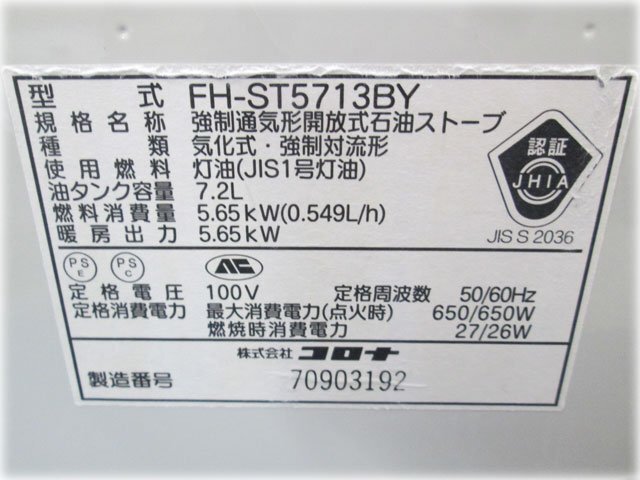 型式 FH-ST5713BY
規格名称 強制通気形開放式石油ストーブ
種類 気化式・強制対流形
使用燃料 灯油(JIS1号灯油)
油タンク容量 7.2L
燃料消費量 5.65kW(0.549L/h)
暖房出力 5.65kW
認証
JHIA
JIS S 2036
PS E PS C
定格電圧 100V 定格周波数 50/60Hz
定格消費電力 最大消費電力(点火時) 650/650W
燃焼時消費電力 27/26W
株式会社 コロナ
製造番号 70903192